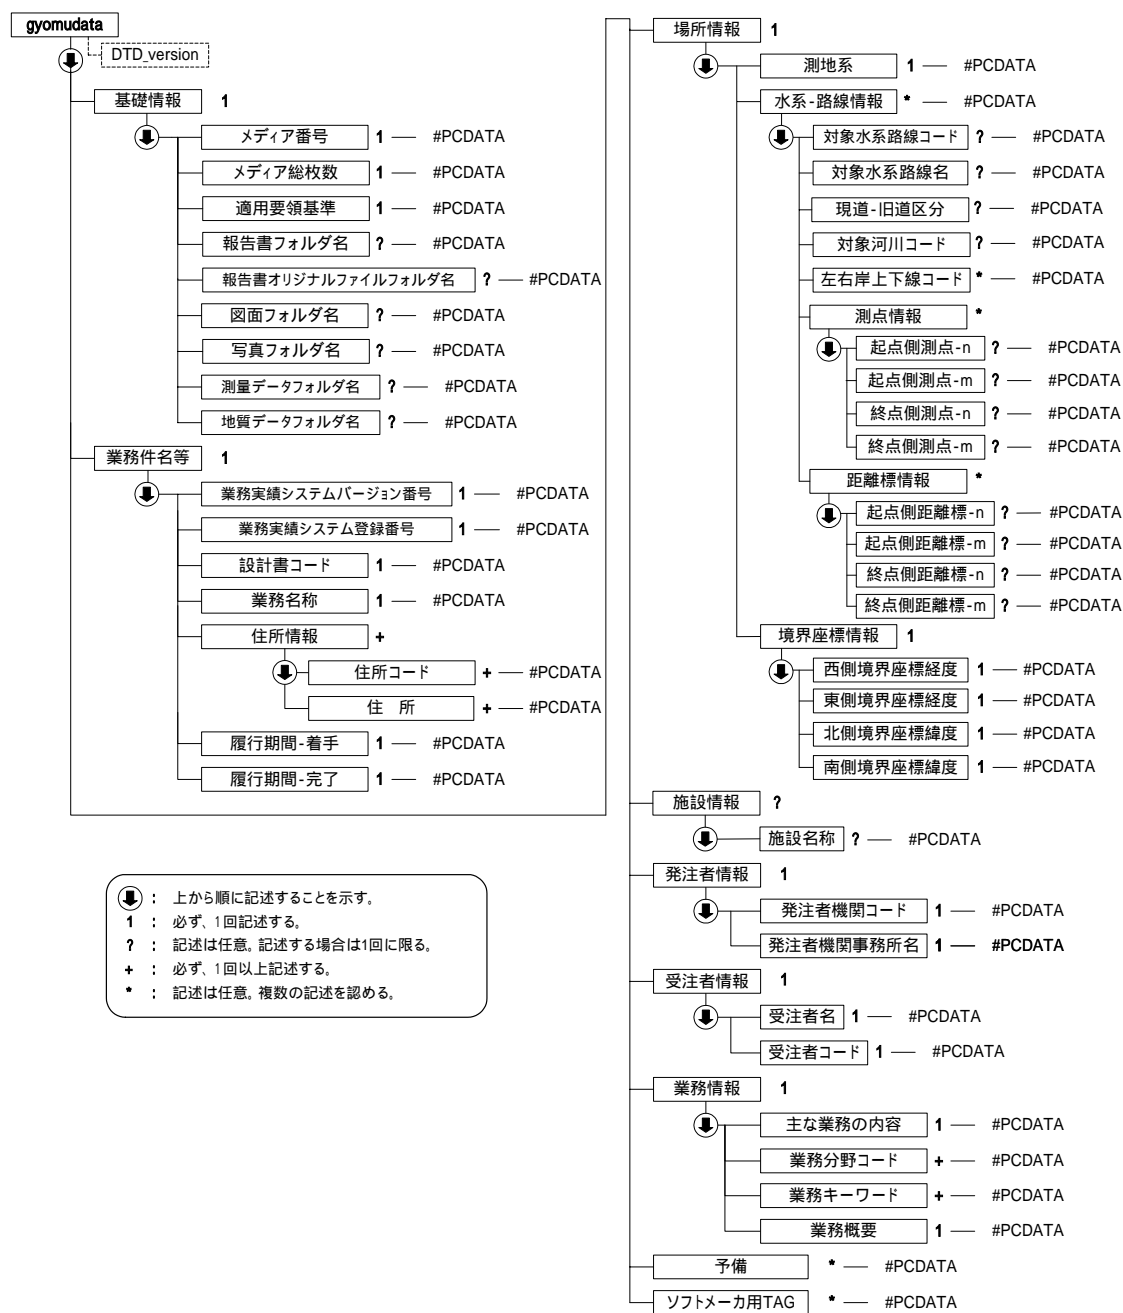 gyomudata
DTD_version
基礎情報 1
メディア番号 1 #PCDATA
メディア総枚数 1 #PCDATA
適用要領基準 1 #PCDATA
報告書フォルダ名 ? #PCDATA
報告書オリジナルファイルフォルダ名 ? #PCDATA
図面フォルダ名 ? #PCDATA
写真フォルダ名 ? #PCDATA
測量データフォルダ名 ? #PCDATA
地質データフォルダ名 ? #PCDATA
業務件名等 1
業務実績システムバージョン番号 1 #PCDATA
業務実績システム登録番号 1 #PCDATA
設計書コード 1 #PCDATA
業務名称 1 #PCDATA
住所情報 +
住所コード + #PCDATA
住 所 + #PCDATA
履行期間-着手 1 #PCDATA
履行期間-完了 1 #PCDATA
: 上から順に記述することを示す。
1 : 必ず、1回記述する。
? : 記述は任意。記述する場合は1回に限る。
+ : 必ず、1回以上記述する。
* : 記述は任意。複数の記述を認める。
場所情報 1
測地系 1 #PCDATA
水系-路線情報 * #PCDATA
対象水系路線コード ? #PCDATA
対象水系路線名 ? #PCDATA
現道-旧道区分 ? #PCDATA
対象河川コード ? #PCDATA
左右岸上下線コード * #PCDATA
測点情報 *
起点側測点-n ? #PCDATA
起点側測点-m ? #PCDATA
終点側測点-n ? #PCDATA
終点側測点-m ? #PCDATA
距離標情報 *
起点側距離標-n ? #PCDATA
起点側距離標-m ? #PCDATA
終点側距離標-n ? #PCDATA
終点側距離標-m ? #PCDATA
境界座標情報 1
西側境界座標経度 1 #PCDATA
東側境界座標経度 1 #PCDATA
北側境界座標緯度 1 #PCDATA
南側境界座標緯度 1 #PCDATA
施設情報 ?
施設名称 ? #PCDATA
発注者情報 1
発注者機関コード 1 #PCDATA
発注者機関事務所名 1 #PCDATA
受注者情報 1
受注者名 1 #PCDATA
受注者コード 1 #PCDATA
業務情報 1
主な業務の内容 1 #PCDATA
業務分野コード + #PCDATA
業務キーワード + #PCDATA
業務概要 1 #PCDATA
予備 * #PCDATA
ソフトメーカ用TAG * #PCDATA